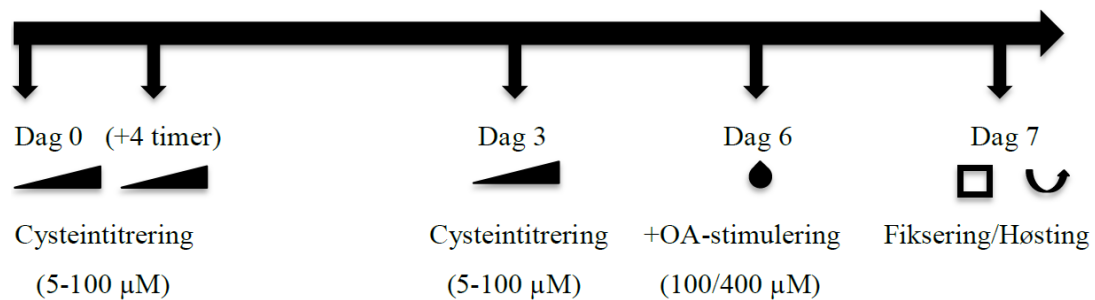 Dag 0 (+4 timer) Dag 3 Dag 6 Dag 7
Cysteintitrering Cysteintitrering +OA-stimulering Fiksering/Høsting
(5-100 µM) (5-100 µM) (100/400 µM)